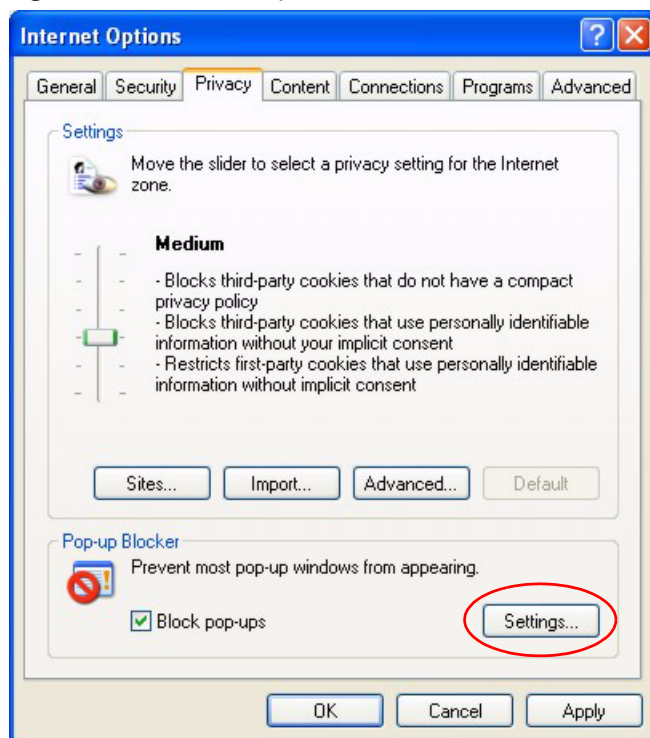 Internet Options
General Security Privacy Content Connections Programs Advanced
Settings
Move the slider to select a privacy setting for the Internet
zone.
Medium
- Blocks third-party cookies that do not have a compact
privacy policy
- Blocks third-party cookies that use personally identifiable
information without your implicit consent
- Restricts first-party cookies that use personally identifiable
information without implicit consent
Sites... Import... Advanced... Default
Pop-up Blocker
Prevent most pop-up windows from appearing.
Block pop-ups Settings...
OK Cancel Apply